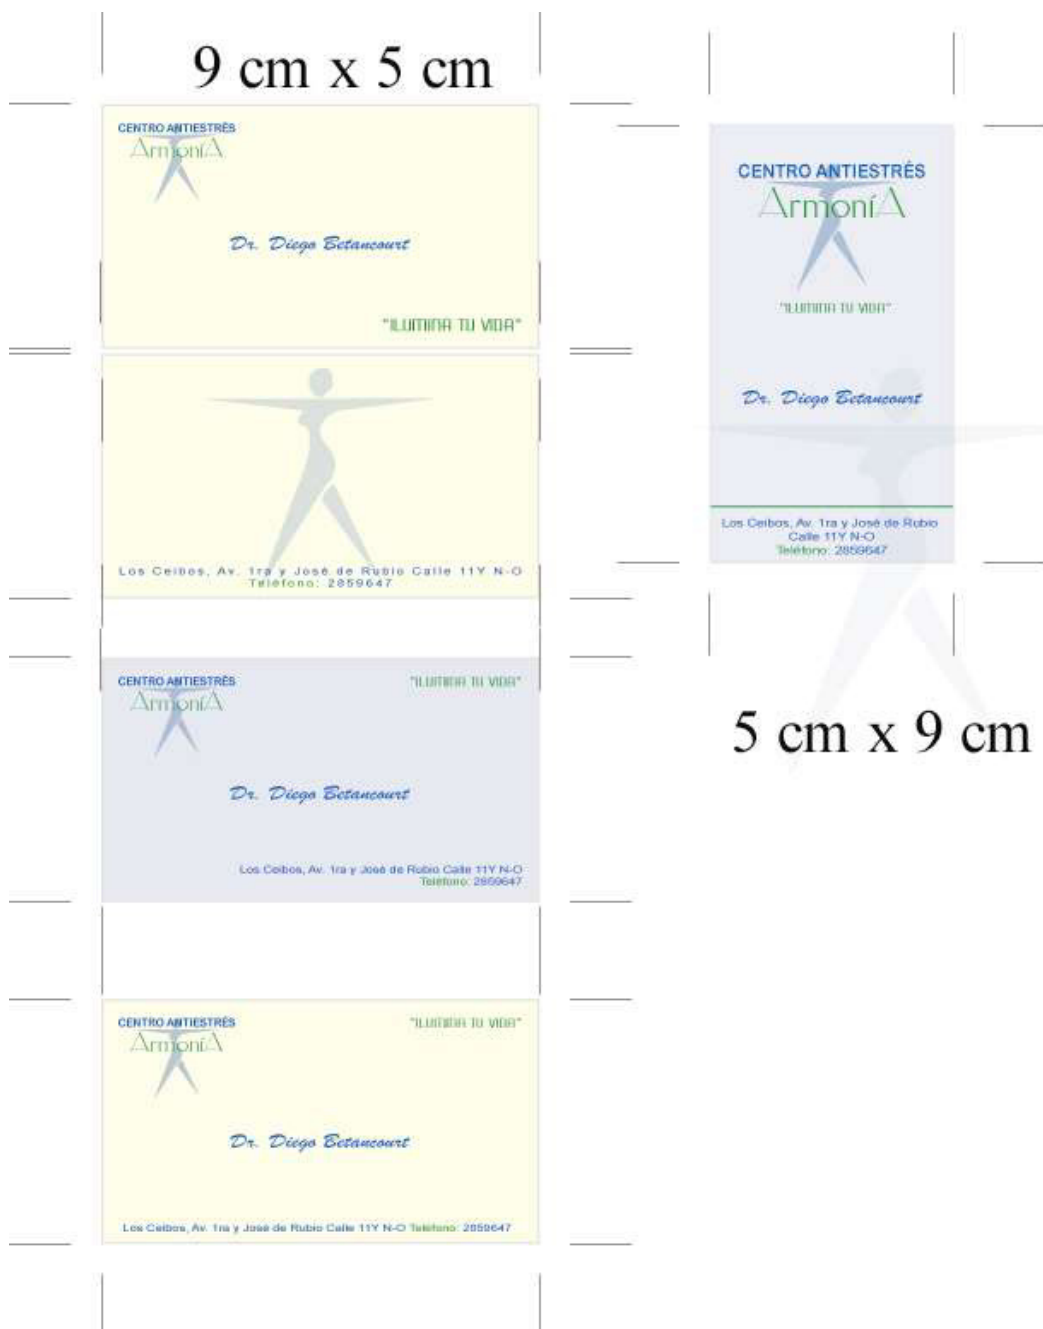 9 cm x 5 cm
CENTRO ANTIESTRÉS
ArmoníA
Dr. Diego Betancourt
"ILUMINA TU VIDA"
Los Ceibos, Av. 1ra y José de Rubio Calle 11Y N-O
Teléfono: 2859647
CENTRO ANTIESTRÉS
ArmoníA
"ILUMINA TU VIDA"
Dr. Diego Betancourt
Los Ceibos, Av. 1ra y José de Rubio Calle 11Y N-O
Teléfono: 2859647
CENTRO ANTIESTRÉS
ArmoníA
"ILUMINA TU VIDA"
Dr. Diego Betancourt
Los Ceibos, Av. 1ra y José de Rubio Calle 11Y N-O Teléfono: 2859647
CENTRO ANTIESTRÉS
ArmoníA
"ILUMINA TU VIDA"
Dr. Diego Betancourt
Los Ceibos, Av. 1ra y José de Rubio
Calle 11Y N-O
Teléfono: 2859647
5 cm x 9 cm